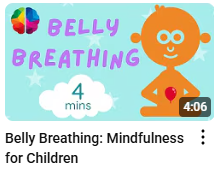 BELLY
BREATHING
4
mins
4:06
Belly Breathing: Mindfulness
for Children